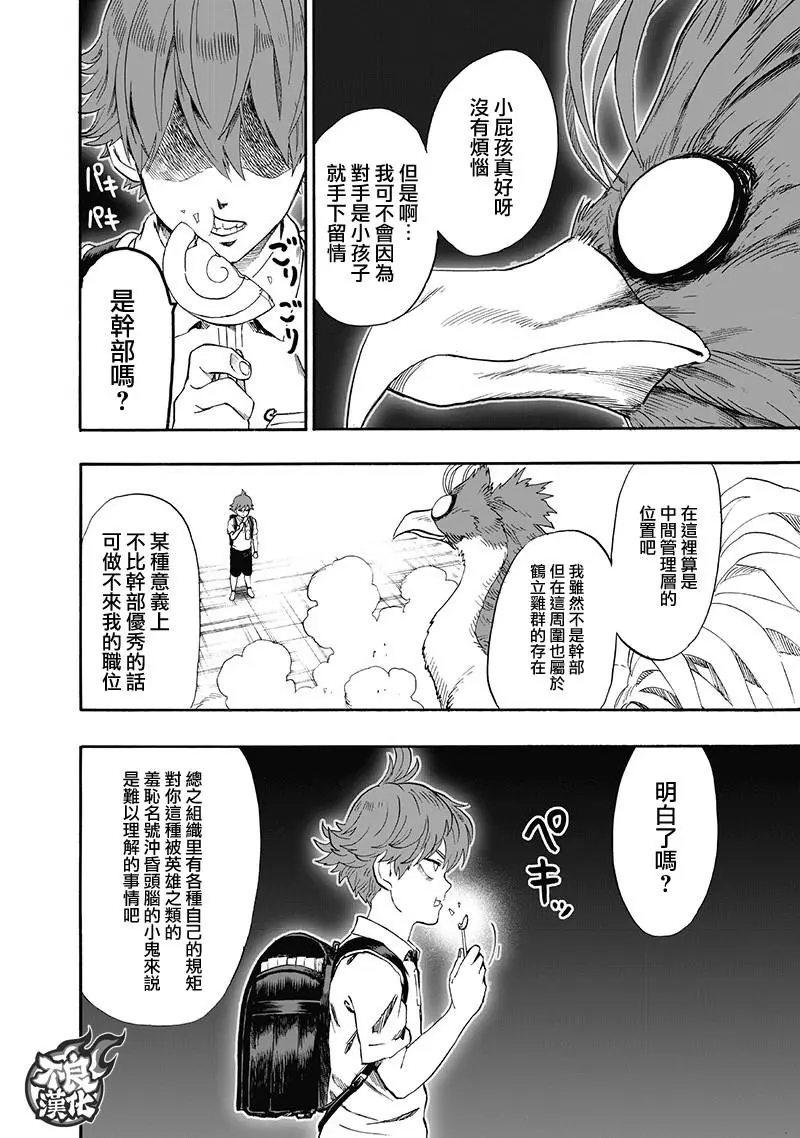 小屁孩真好呀
沒有煩惱
但是啊…
我可不會因為
對手是小孩子
就手下留情
パキ
パキ
ごりごり
是幹部嗎?
在這裡算是
中間管理層的
位置吧
我雖然不是幹部
但在這周圍也屬於
鶴立雞群的存在
某種意義上
不比幹部優秀的話
可做不來我的職位
明白了嗎?
ペキ
總之組織里有各種自己的規矩
對你這種被英雄之類的
羞恥名號沖昏頭腦的小鬼來說
是難以理解的事情吧
不良
漢化